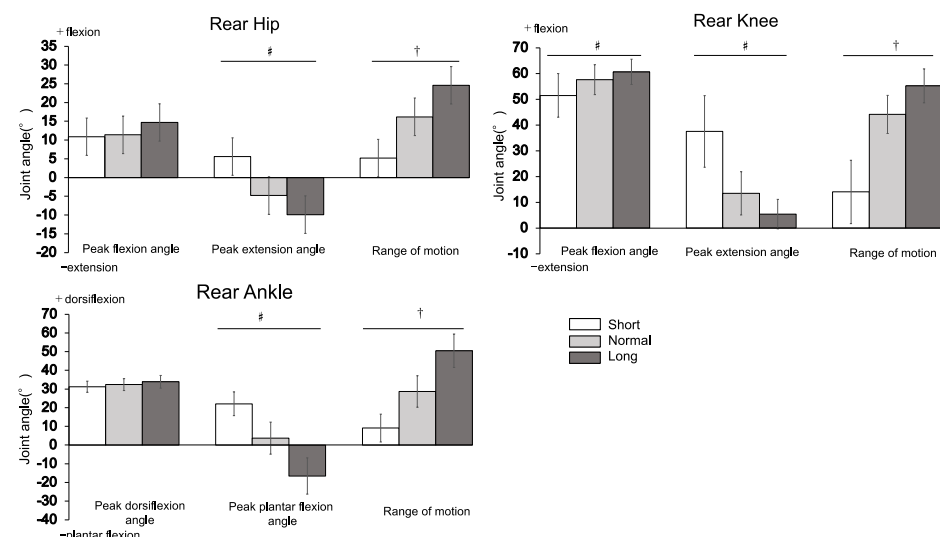 Rear Hip
+ flexion
35
30
25
20
15
10
5
0
-5
-10
-15
-20
Joint angle(°)
♯
†
Peak flexion angle
Peak extension angle
Range of motion
−extension
Rear Knee
+ flexion
70
60
50
40
30
20
10
0
-10
Joint angle(°)
♯
♯
†
Peak flexion angle
Peak extension angle
Range of motion
−extension
Rear Ankle
+ dorsiflexion
70
60
50
40
30
20
10
0
-10
-20
-30
-40
Joint angle(°)
♯
†
Peak dorsiflexion
angle
Peak plantar flexion
angle
Range of motion
−plantar flexion
Short
Normal
Long